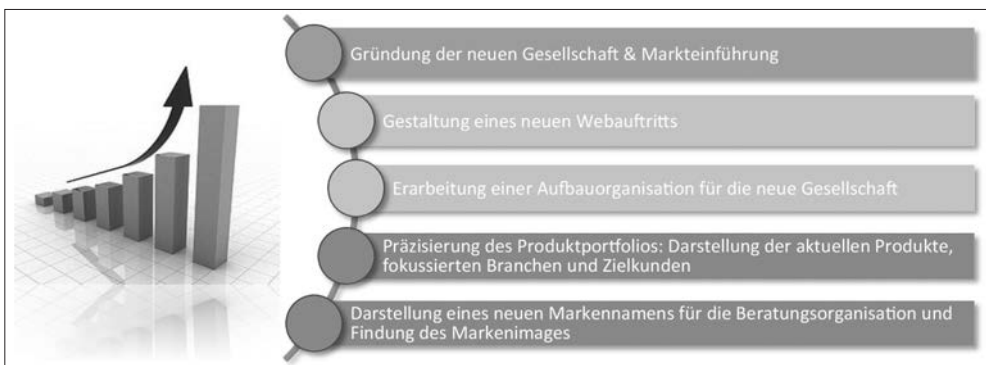 Gründung der neuen Gesellschaft & Markteinführung
Gestaltung eines neuen Webauftritts
Erarbeitung einer Aufbauorganisation für die neue Gesellschaft
Präzisierung des Produktportfolios: Darstellung der aktuellen Produkte,
fokussierten Branchen und Zielkunden
Darstellung eines neuen Markennamens für die Beratungsorganisation und
Findung des Markenimages